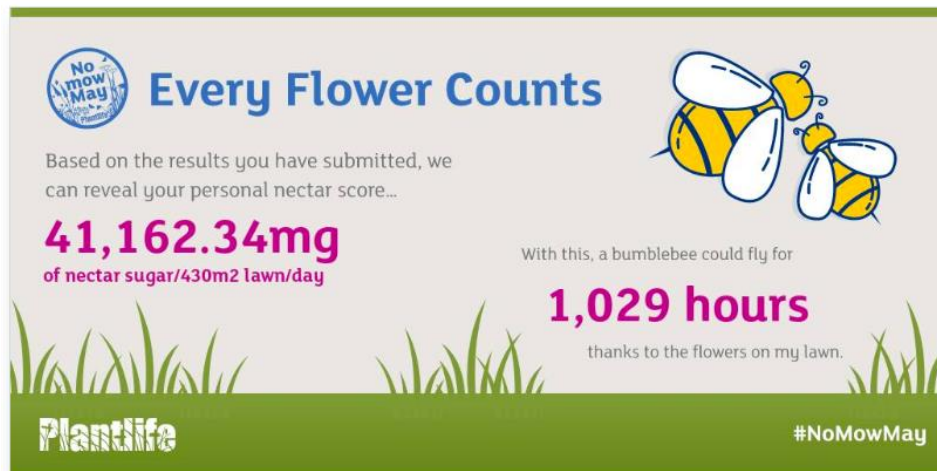 No
mow
May
Plantlife
Every Flower Counts
Based on the results you have submitted, we
can reveal your personal nectar score...
41,162.34mg
of nectar sugar/430m2 lawn/day
With this, a bumblebee could fly for
1,029 hours
thanks to the flowers on my lawn.
Plantlife
#NoMowMay